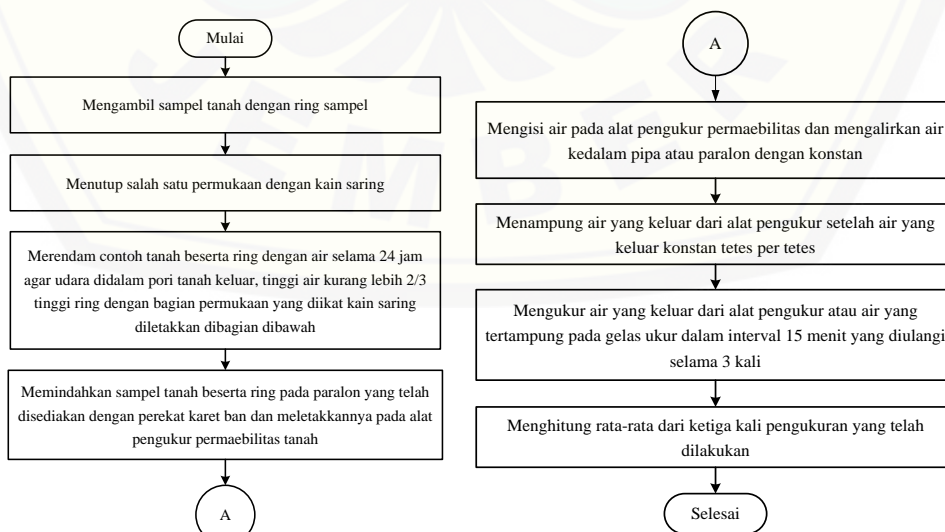 Mulai
Mengambil sampel tanah dengan ring sampel
Menutup salah satu permukaan dengan kain saring
Merendam contoh tanah beserta ring dengan air selama 24 jam
agar udara didalam pori tanah keluar, tinggi air kurang lebih 2/3
tinggi ring dengan bagian permukaan yang diikat kain saring
diletakkan dibagian dibawah
Memindahkan sampel tanah beserta ring pada paralon yang telah
disediakan dengan perekat karet ban dan meletakkannya pada alat
pengukur permaebilitas tanah
A
A
Mengisi air pada alat pengukur permaebilitas dan mengalirkan air
kedalam pipa atau paralon dengan konstan
Menampung air yang keluar dari alat pengukur setelah air yang
keluar konstan tetes per tetes
Mengukur air yang keluar dari alat pengukur atau air yang
tertampung pada gelas ukur dalam interval 15 menit yang diulangi
selama 3 kali
Menghitung rata-rata dari ketiga kali pengukuran yang telah
dilakukan
Selesai
JEMBER